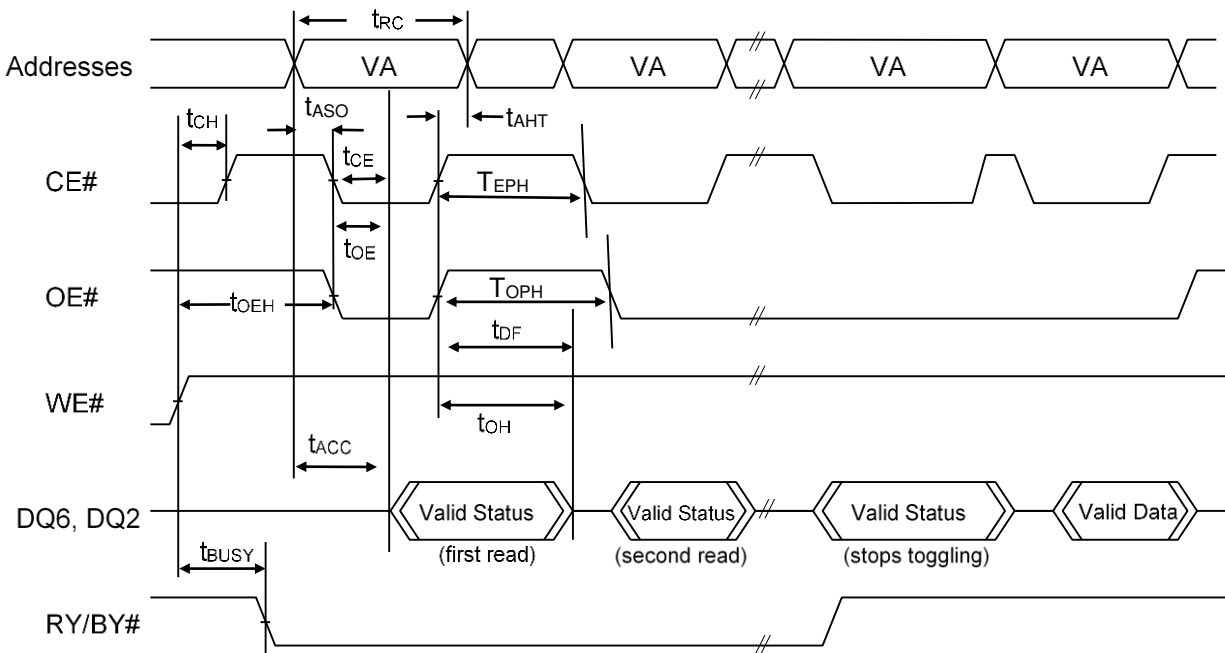 tRC
Addresses VA VA VA VA
tASO tAHT
tCH
tCE
CE# TEPH
tOE
OE# tOEH TOPH
tDF
WE#
tOH
tACC
DQ6, DQ2 Valid Status Valid Status Valid Status Valid Data
(first read) (second read) (stops toggling)
tBUSY
RY/BY#